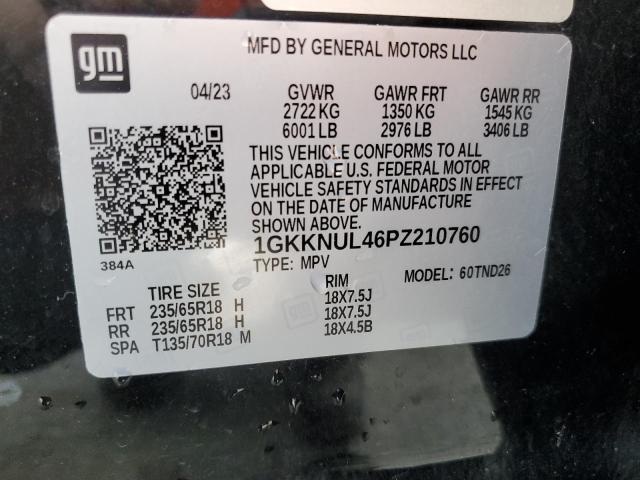 gm
MFD BY GENERAL MOTORS LLC
04/23 GVWR GAWR FRT GAWR RR
2722 KG 1350 KG 1545 KG
6001 LB 2976 LB 3406 LB
THIS VEHICLE CONFORMS TO ALL
APPLICABLE U.S. FEDERAL MOTOR
VEHICLE SAFETY STANDARDS IN EFFECT
ON THE DATE OF MANUFACTURE
SHOWN ABOVE.
1GKKNUL46PZ210760
384A TYPE: MPV MODEL: 60TND26
TIRE SIZE RIM
FRT 235/65R18 H 18X7.5J
RR 235/65R18 H 18X7.5J
SPA T135/70R18 M 18X4.5B